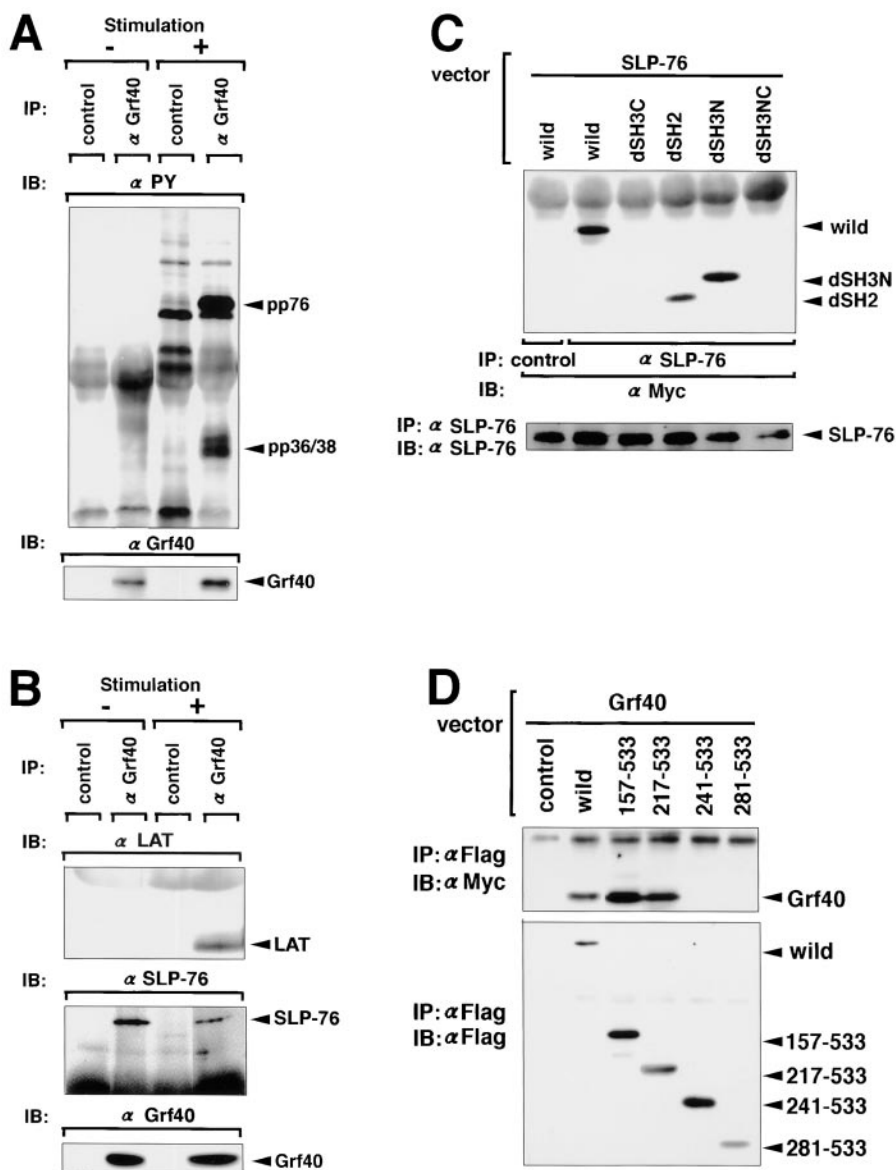 A
Stimulation
- +
IP: control α Grf40 control α Grf40
IB: α PY
pp76
pp36/38
IB: α Grf40
Grf40
B
Stimulation
- +
IP: control α Grf40 control α Grf40
IB: α LAT
LAT
IB: α SLP-76
SLP-76
IB: α Grf40
Grf40
C
vector
SLP-76
wild wild dSH3C dSH2 dSH3N dSH3NC
wild
dSH3N
dSH2
IP: control α SLP-76
IB: α Myc
IP: α SLP-76
IB: α SLP-76
SLP-76
D
vector
Grf40
control wild 157-533 217-533 241-533 281-533
IP: αFlag
IB: αMyc
Grf40
wild
IP: αFlag
IB: αFlag
157-533
217-533
241-533
281-533